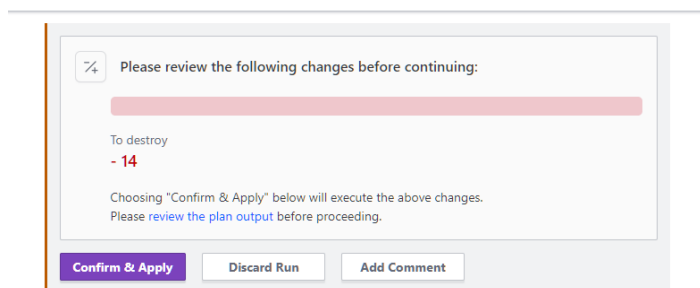 Please review the following changes before continuing:
To destroy
- 14
Choosing "Confirm & Apply" below will execute the above changes.
Please review the plan output before proceeding.
Confirm & Apply
Discard Run
Add Comment